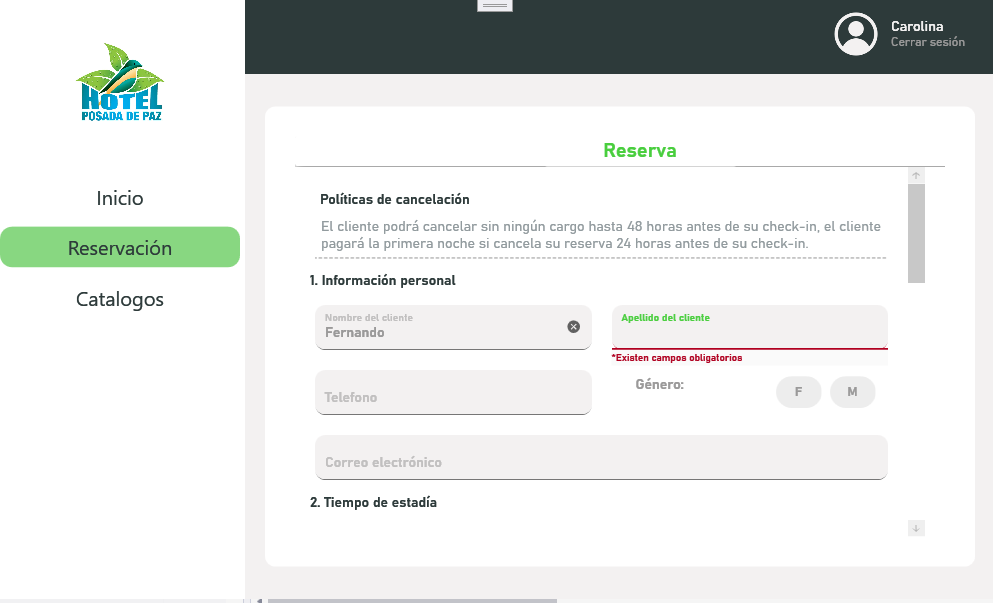 Carolina
Cerrar sesión
HOTEL
POSADA DE PAZ
Inicio
Reservación
Catalogos
Reserva
Políticas de cancelación
El cliente podrá cancelar sin ningún cargo hasta 48 horas antes de su check-in, el cliente
pagará la primera noche si cancela su reserva 24 horas antes de su check-in.
1. Información personal
Nombre del cliente
Fernando
Apellido del cliente
*Existen campos obligatorios
Telefono
Género:
F
M
Correo electrónico
2. Tiempo de estadía